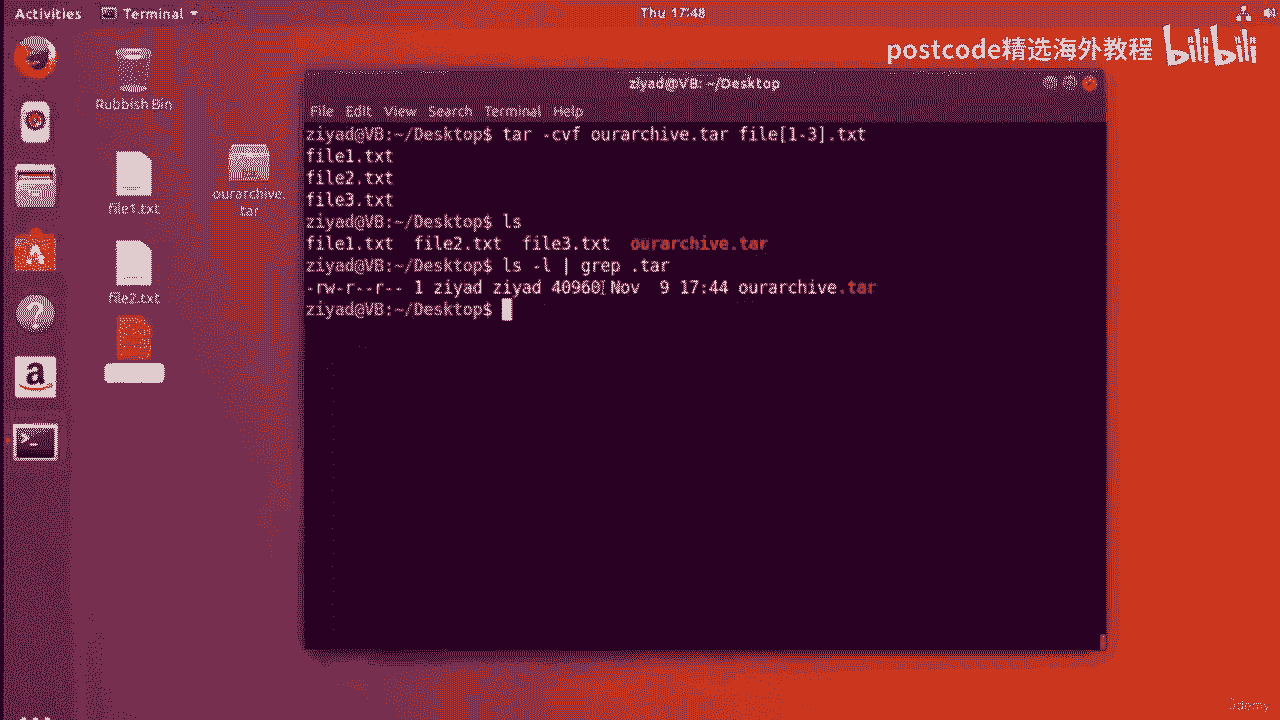 Activities
Terminal
Thu 17:48
postcode精选海外教程 bilibili
Rubbish Bin
file1.txt
ourarchive.
tar
file2.txt
ziyad@VB: ~/Desktop
File Edit View Search Terminal Help
ziyad@VB:~/Desktop$ tar -cvf ourarchive.tar file[1-3].txt
file1.txt
file2.txt
file3.txt
ziyad@VB:~/Desktop$ ls
file1.txt file2.txt file3.txt ourarchive.tar
ziyad@VB:~/Desktop$ ls -l | grep .tar
-rw-r--r-- 1 ziyad ziyad 40960 Nov 9 17:44 ourarchive.tar
ziyad@VB:~/Desktop$
Udemy